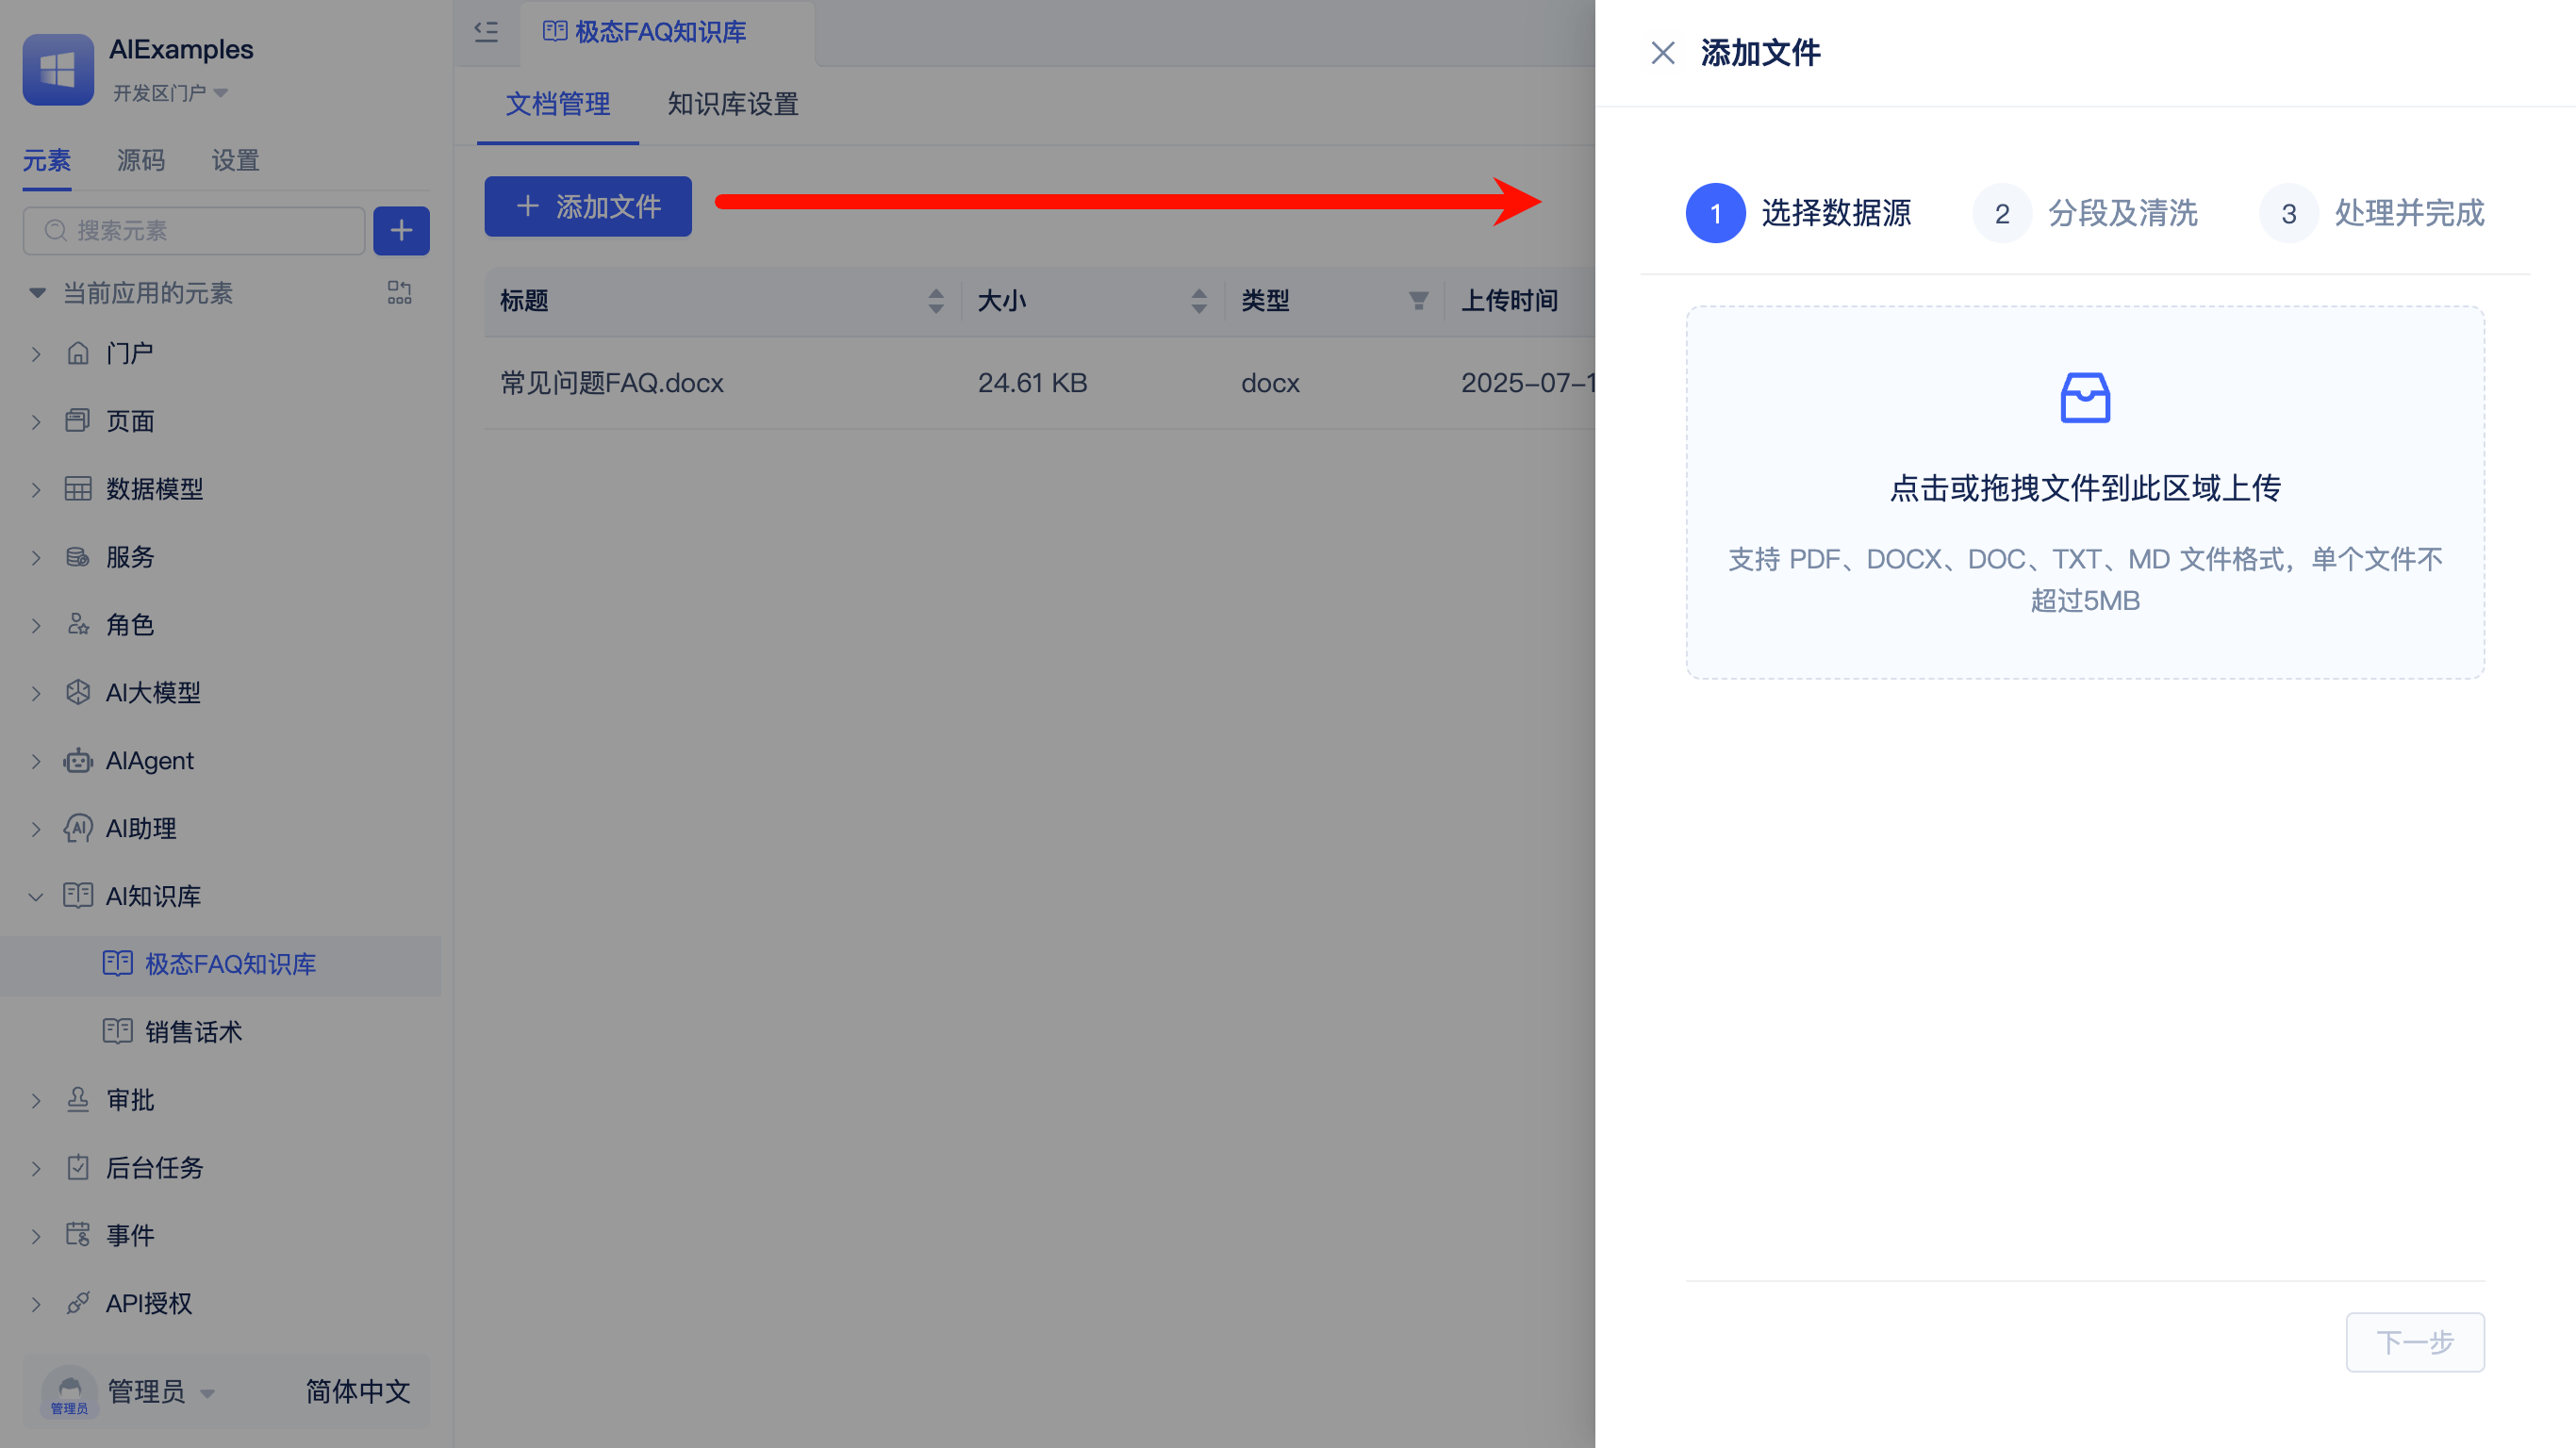 AIExamples
开发区门户
元素 源码 设置
搜索元素
当前应用的元素
门户
页面
数据模型
服务
角色
AI大模型
AIAgent
AI助理
AI知识库
极态FAQ知识库
销售话术
审批
后台任务
事件
API授权
管理员
管理员
简体中文
极态FAQ知识库
文档管理 知识库设置
添加文件
标题 大小 类型 上传时间
常见问题FAQ.docx 24.61 KB docx 2025-07-1
添加文件
1 选择数据源 2 分段及清洗 3 处理并完成
点击或拖拽文件到此区域上传
支持 PDF、DOCX、DOC、TXT、MD 文件格式，单个文件不
超过5MB
下一步